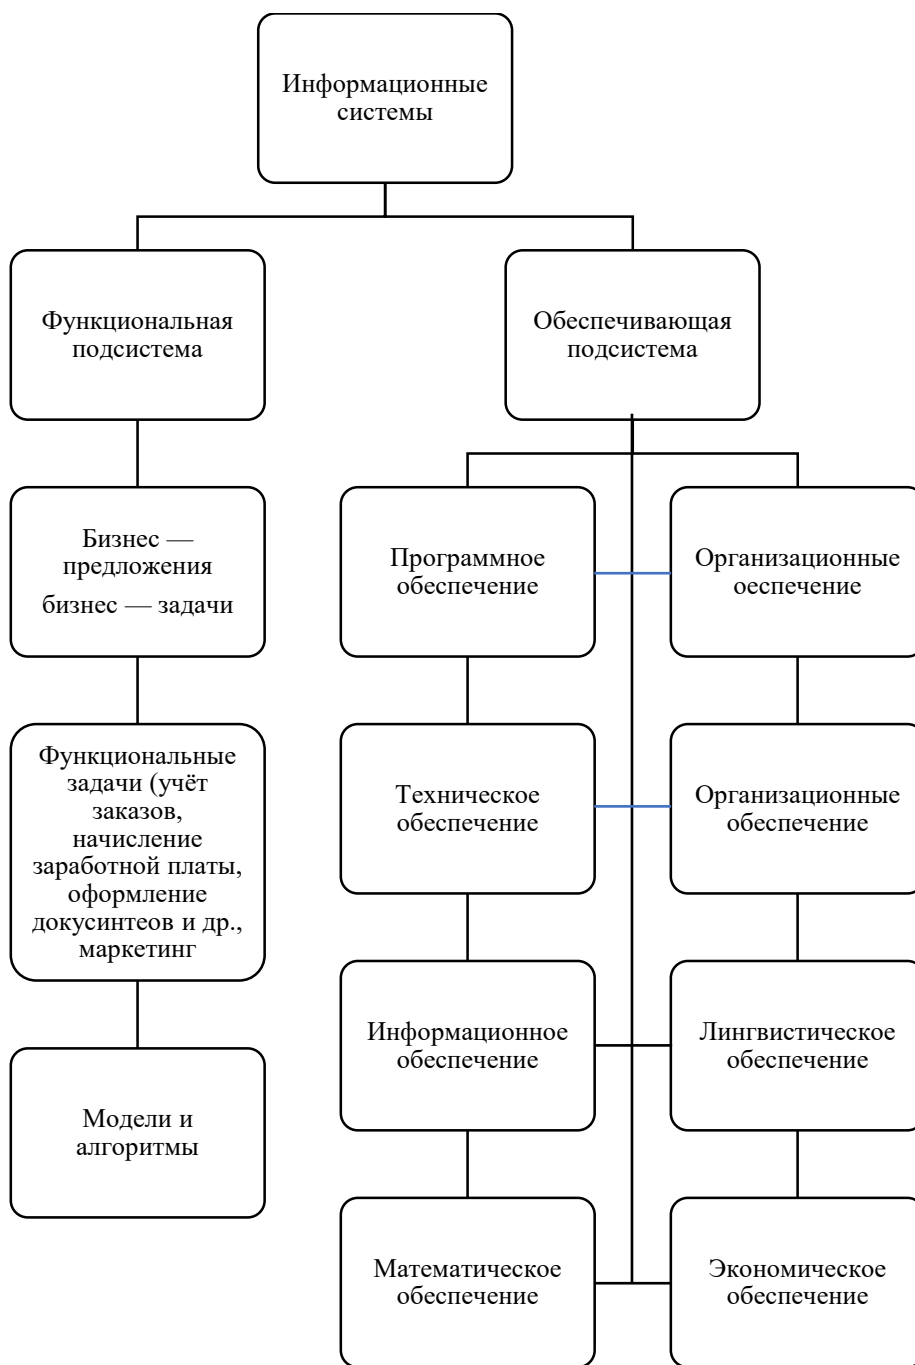 Информационные
системы
Функциональная
подсистема
Обеспечивающая
подсистема
Бизнес —
предложения
бизнес — задачи
Программное
обеспечение
Организационные
оеспечение
Функциональные
задачи (учёт
заказов,
начисление
заработной платы,
оформление
докусинтеов и др.,
маркетинг
Техническое
обеспечение
Организационные
обеспечение
Информационное
обеспечение
Лингвистическое
обеспечение
Модели и
алгоритмы
Математическое
обеспечение
Экономическое
обеспечение